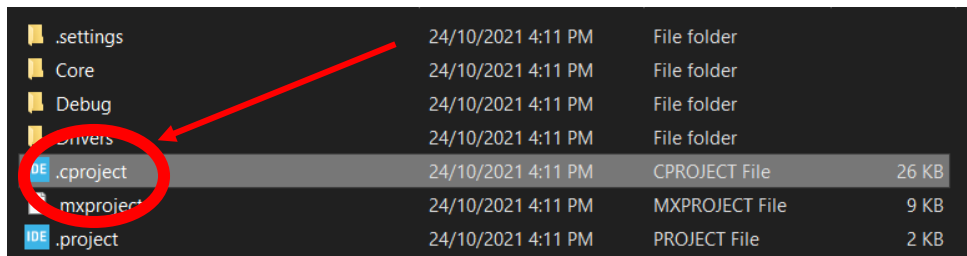 .settings 24/10/2021 4:11 PM File folder
Core 24/10/2021 4:11 PM File folder
Debug 24/10/2021 4:11 PM File folder
Drivers 24/10/2021 4:11 PM File folder
IDE .cproject 24/10/2021 4:11 PM CPROJECT File 26 KB
.mxproject 24/10/2021 4:11 PM MXPROJECT File 9 KB
IDE .project 24/10/2021 4:11 PM PROJECT File 2 KB